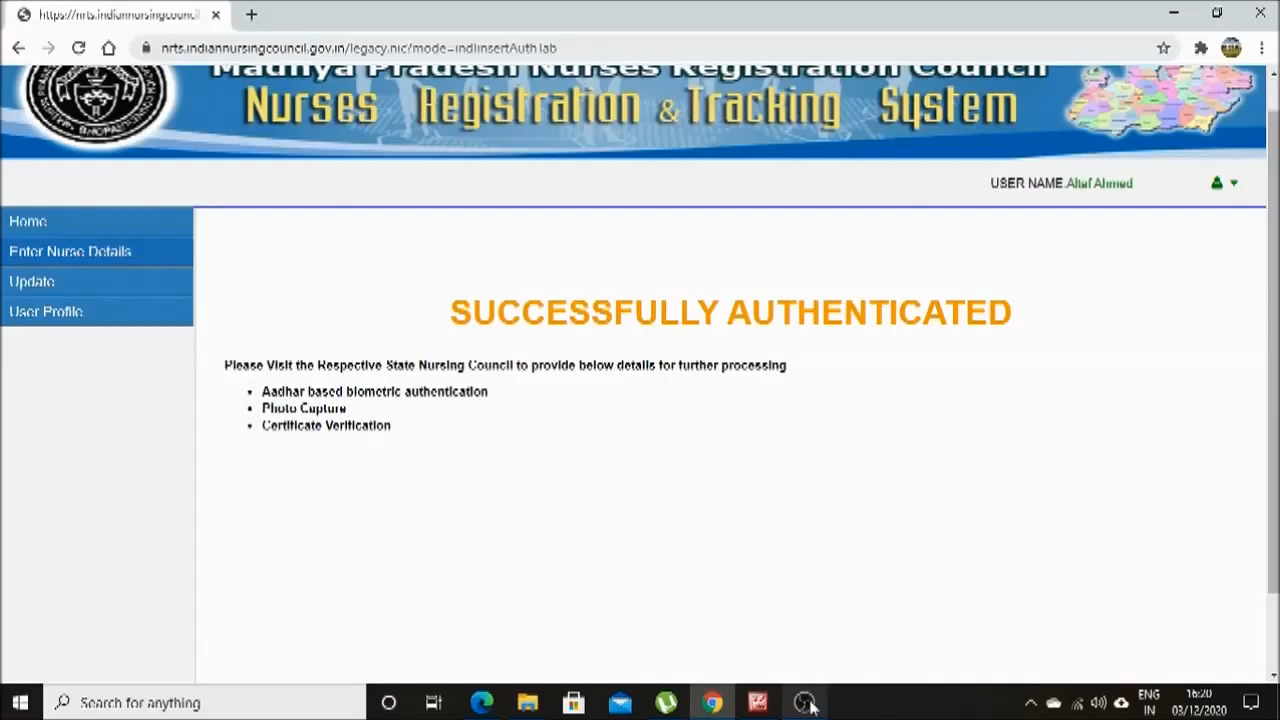 https://nrts.indiannursingcouncil
nrts.indiannursingcouncil.gov.in/legacy.nic?mode=indInsertAuthlab
Madhya Pradesh Nurses Registration Council
Nurses Registration & Tracking System
USER NAME Altaf Ahmed
Home
Enter Nurse Details
Update
User Profile
SUCCESSFULLY AUTHENTICATED
Please Visit the Respective State Nursing Council to provide below details for further processing
• Aadhar based biometric authentication
• Photo Capture
• Certificate Verification
Search for anything
ENG
IN
16:20
03/12/2020